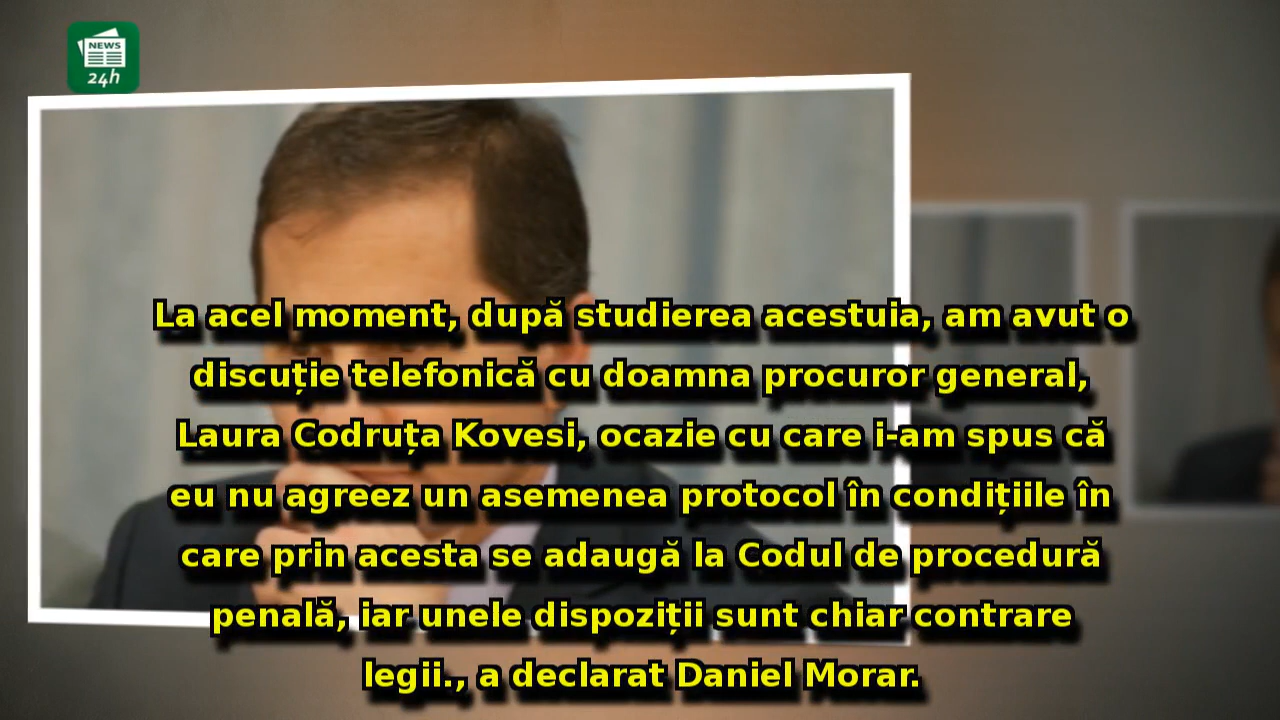 NEWS
24h
La acel moment, după studierea acestuia, am avut o
discuție telefonică cu doamna procuror general,
Laura Codruța Kovesi, ocazie cu care i-am spus că
eu nu agreez un asemenea protocol în condițiile în
care prin acesta se adaugă la Codul de procedură
penală, iar unele dispoziții sunt chiar contrare
legii., a declarat Daniel Morar.